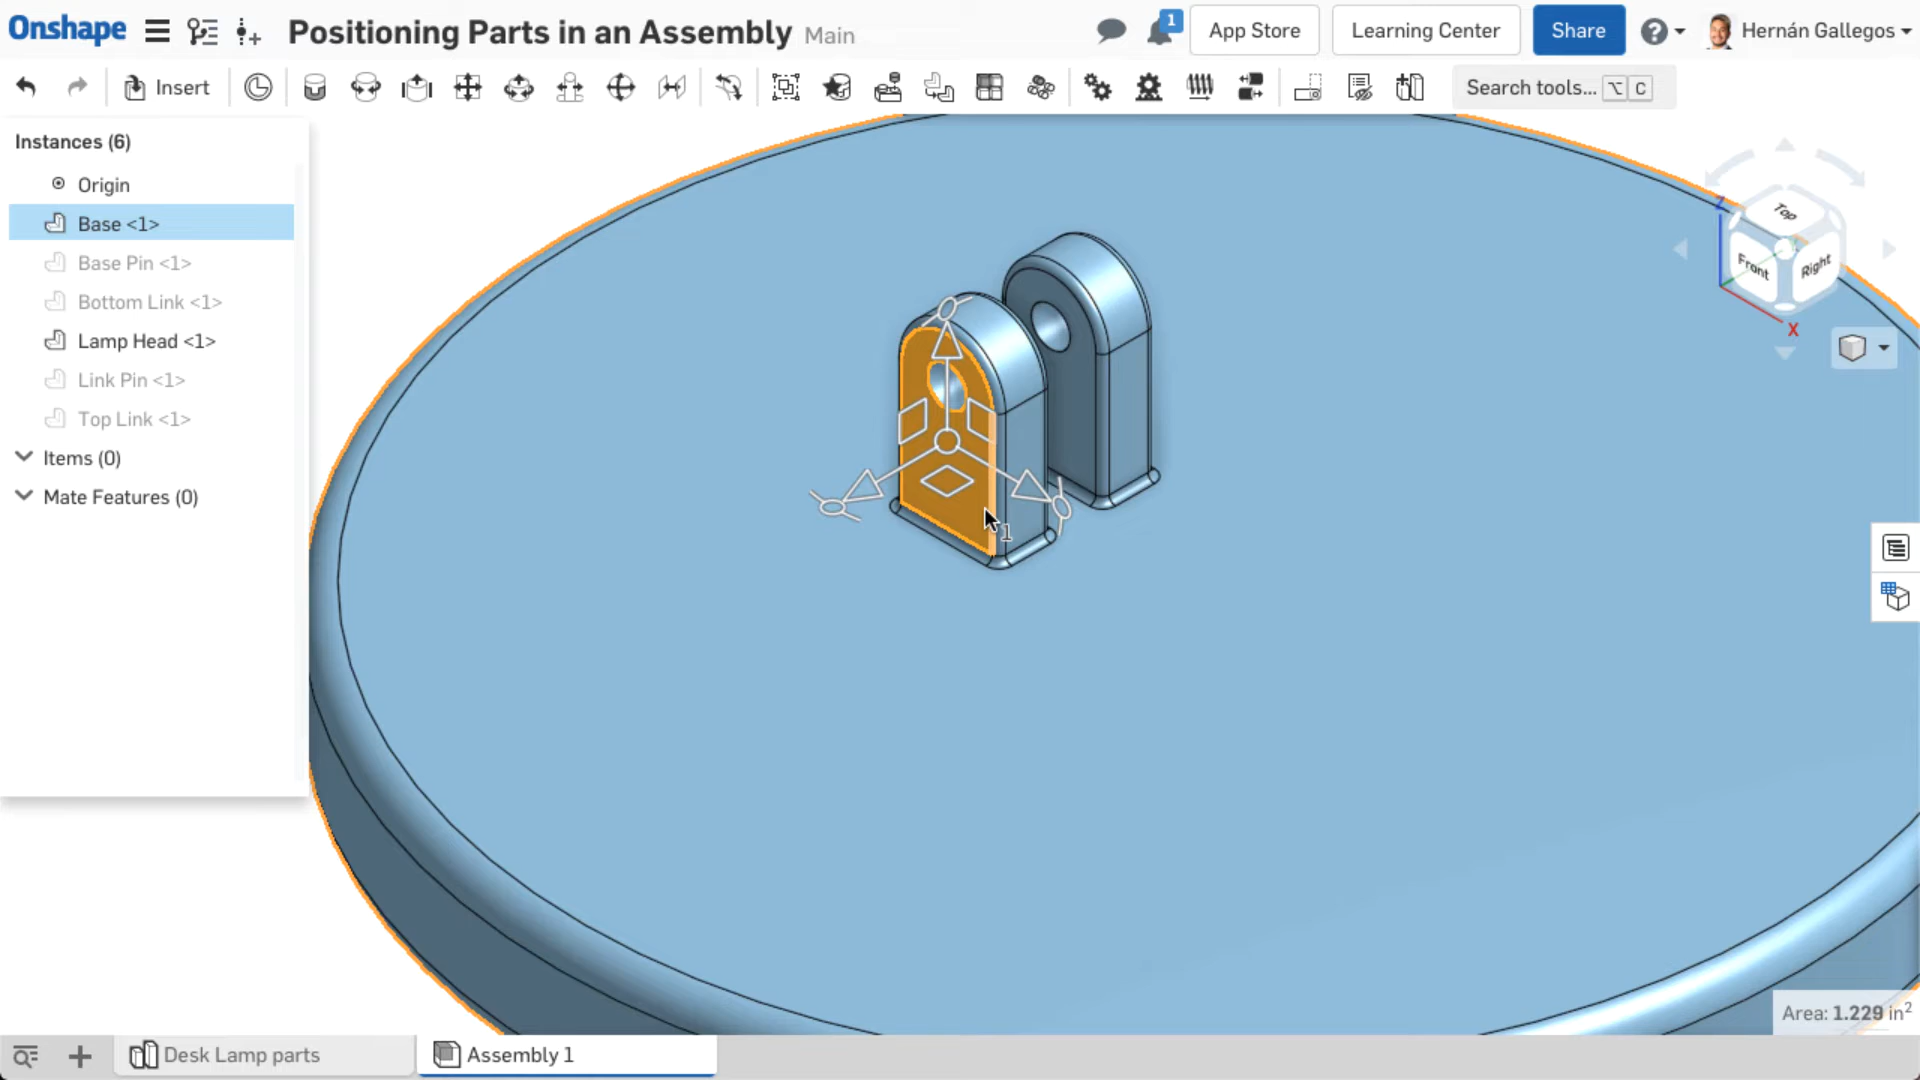 Onshape Positioning Parts in an Assembly Main 1 App Store Learning Center Share Hernán Gallegos
Insert Search tools... ⌥ C
Instances (6)
Origin
Base <1>
Base Pin <1>
Bottom Link <1>
Lamp Head <1>
Link Pin <1>
Top Link <1>
Items (0)
Mate Features (0)
Z
Top
Front
Right
X
1
Area: 1.229 in²
Desk Lamp parts
Assembly 1